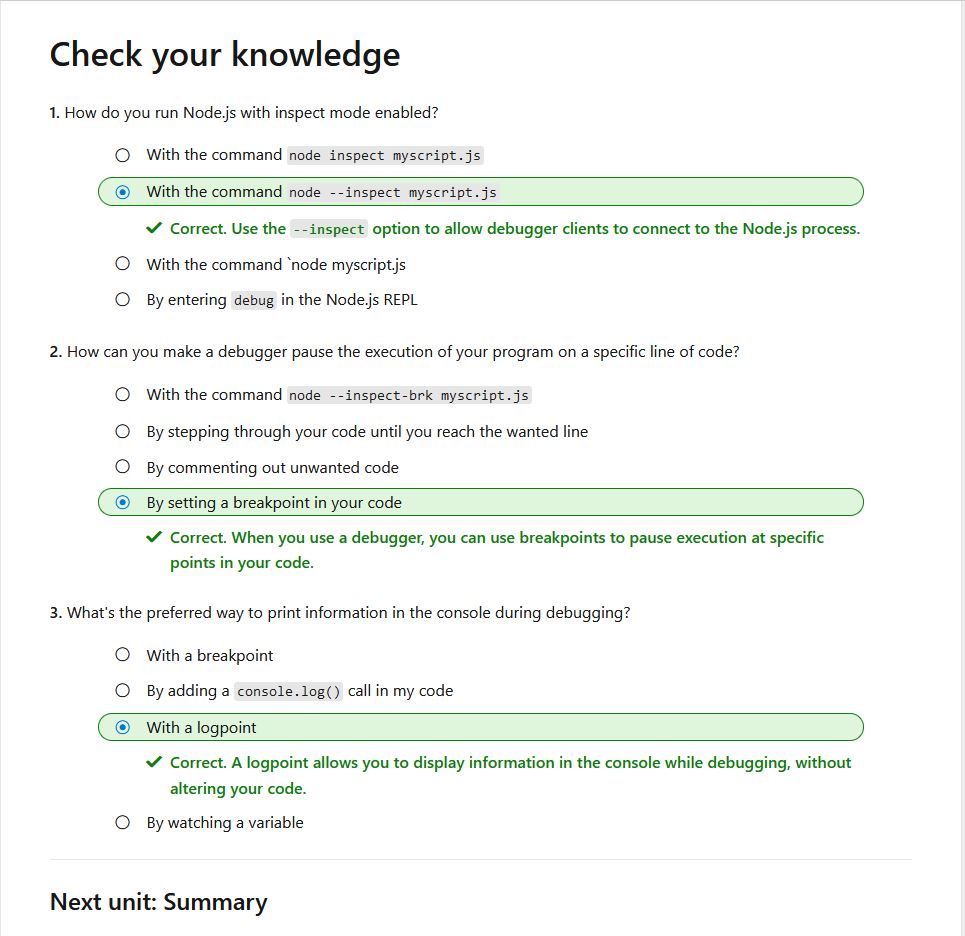 Check your knowledge
1. How do you run Node.js with inspect mode enabled?
With the command node inspect myscript.js
With the command node --inspect myscript.js
Correct. Use the --inspect option to allow debugger clients to connect to the Node.js process.
With the command `node myscript.js
By entering debug in the Node.js REPL
2. How can you make a debugger pause the execution of your program on a specific line of code?
With the command node --inspect-brk myscript.js
By stepping through your code until you reach the wanted line
By commenting out unwanted code
By setting a breakpoint in your code
Correct. When you use a debugger, you can use breakpoints to pause execution at specific
points in your code.
3. What's the preferred way to print information in the console during debugging?
With a breakpoint
By adding a console.log() call in my code
With a logpoint
Correct. A logpoint allows you to display information in the console while debugging, without
altering your code.
By watching a variable
Next unit: Summary